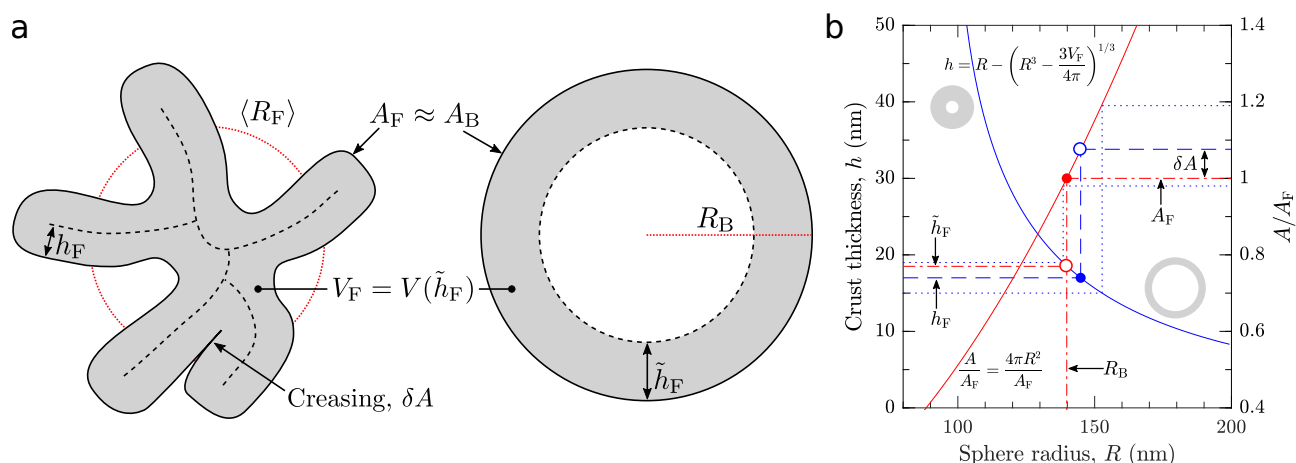 a
⟨R_F⟩
A_F ≈ A_B
h_F
R_B
V_F = V(h̃_F)
h̃_F
Creasing, δA
b
50
40
30
20
10
0
Crust thickness, h (nm)
h = R − (R³ − 3V_F/4π)^{1/3}
h̃_F
h_F
A/A_F = 4πR²/A_F
R_B
δA
A_F
1.4
1.2
1
0.8
0.6
0.4
A/A_F
100
150
200
Sphere radius, R (nm)